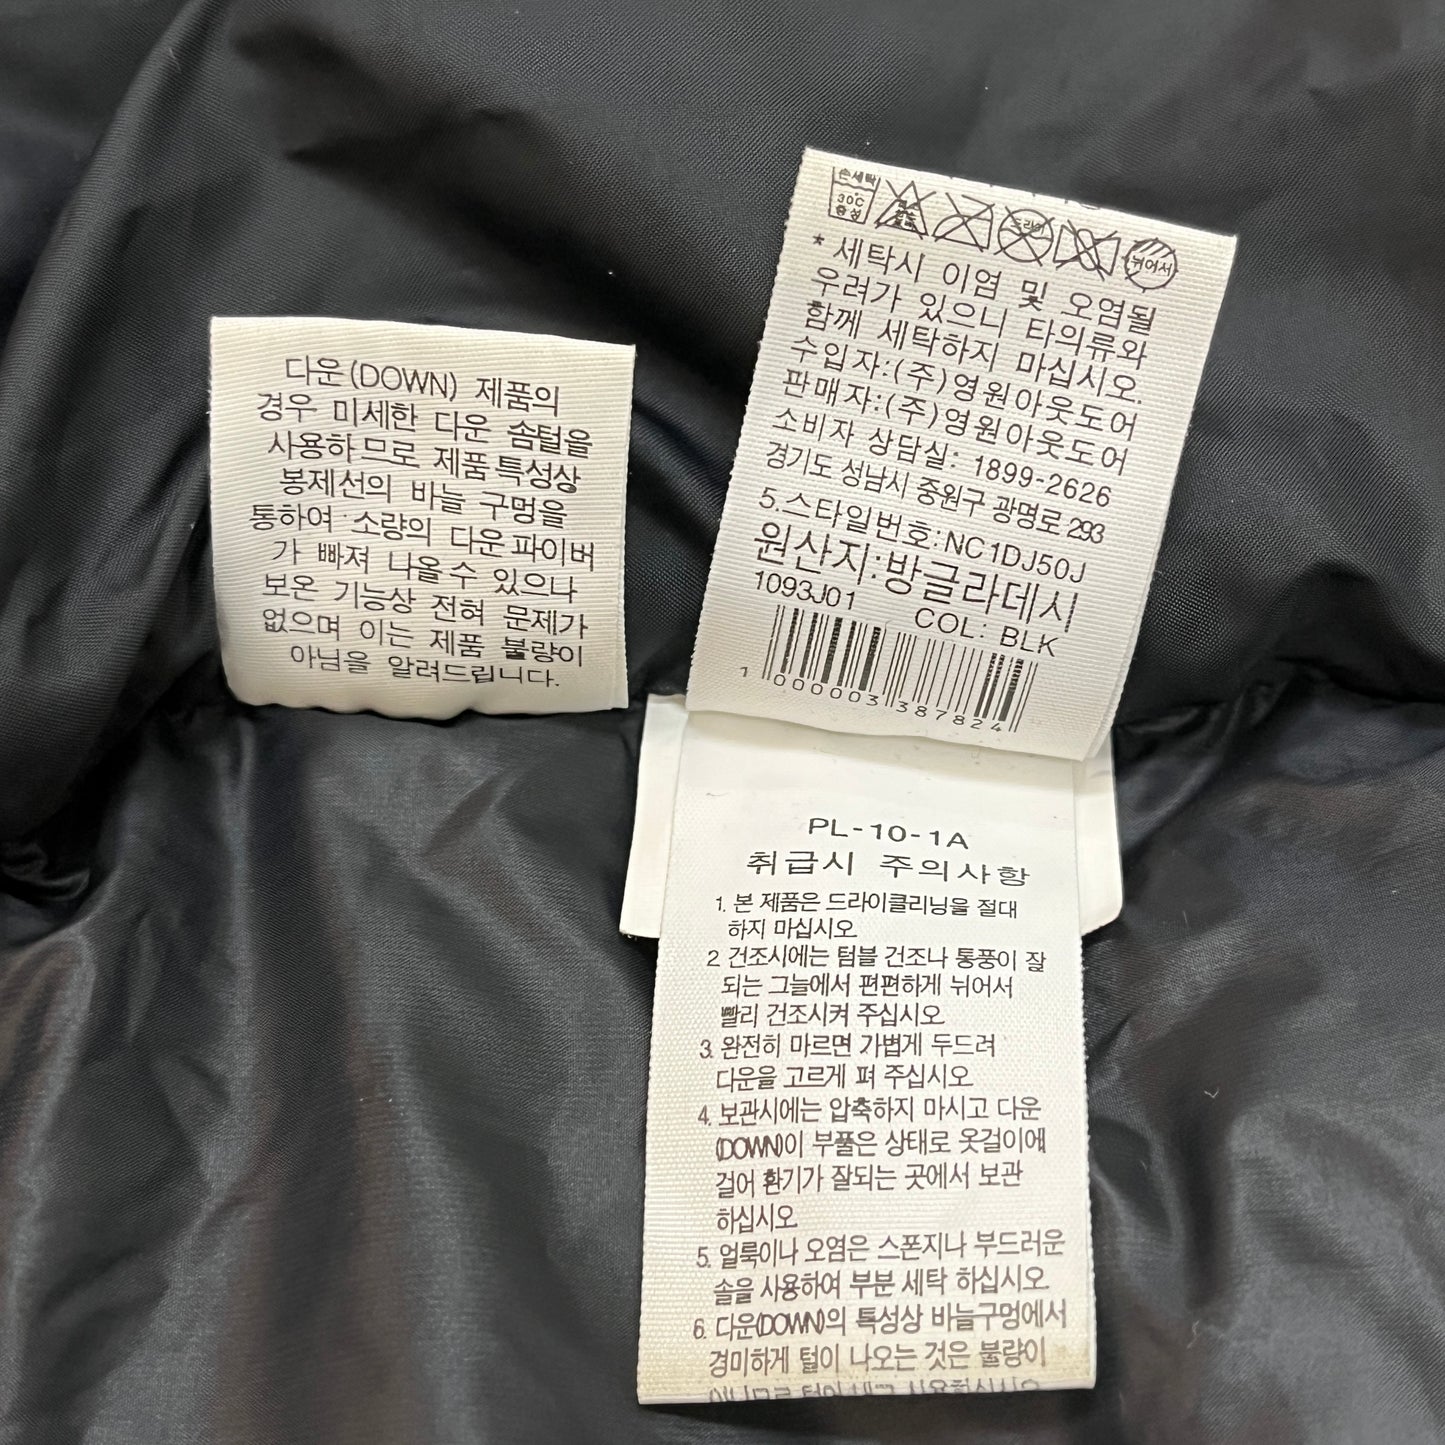 다운(DOWN) 제품의
경우 미세한 다운 솜털을
사용하므로 제품특성상
봉제선의 바늘 구멍을
통하여 소량의 다운파이버
가 빠져 나올수 있으나
보온 기능상 전혀 문제가
없으며 이는 제품 불량이
아님을 알려드립니다.
손세탁
30C
중성
드라이
뉘어서
* 세탁시 이염 및 오염될
우려가 있으니 타의류와
함께 세탁하지 마십시오.
수입자:(주)영원아웃도어
판매자:(주)영원아웃도어
소비자 상담실: 1899-2626
경기도 성남시 중원구 광명로 293
5.스타일번호:NC1DJ50J
원산지:방글라데시
1093J01 COL: BLK
1 000003 387824
PL-10-1A
취급시 주의사항
1. 본 제품은 드라이클리닝을 절대
하지 마십시오.
2. 건조시에는 텀블 건조나 통풍이 잘
되는 그늘에서 편편하게 뉘어서
빨리 건조시켜 주십시오.
3. 완전히 마르면 가볍게 두드려
다운을 고르게 펴 주십시오.
4. 보관시에는 압축하지 마시고 다운
(DOWN)이 부풀은 상태로 옷걸이에
걸어 환기가 잘되는 곳에서 보관
하십시오.
5. 얼룩이나 오염은 스폰지나 부드러운
솔을 사용하여 부분 세탁 하십시오.
6. 다운(DOWN)의 특성상 바늘구멍에서
경미하게 털이 나오는 것은 불량이